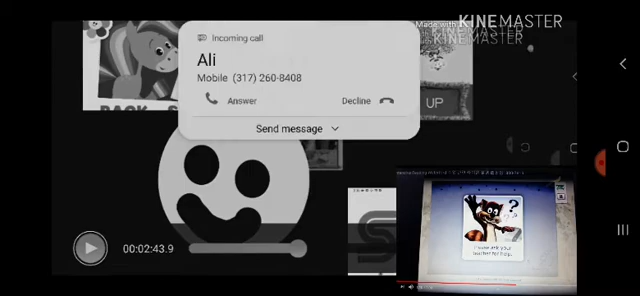 Made with KINEMASTER
KINEMASTER
Incoming call
Ali
Mobile (317) 260-8408
Answer
Decline
Send message
UP
00:02:43.9
Please ask your
teacher for help.